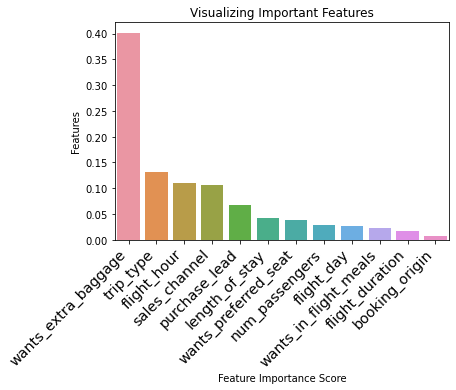 Visualizing Important Features
Features
0.40
0.35
0.30
0.25
0.20
0.15
0.10
0.05
0.00
wants_extra_baggage
trip_type
flight_hour
sales_channel
purchase_lead
length_of_stay
wants_preferred_seat
num_passengers
flight_day
wants_in_flight_meals
flight_duration
booking_origin
Feature Importance Score